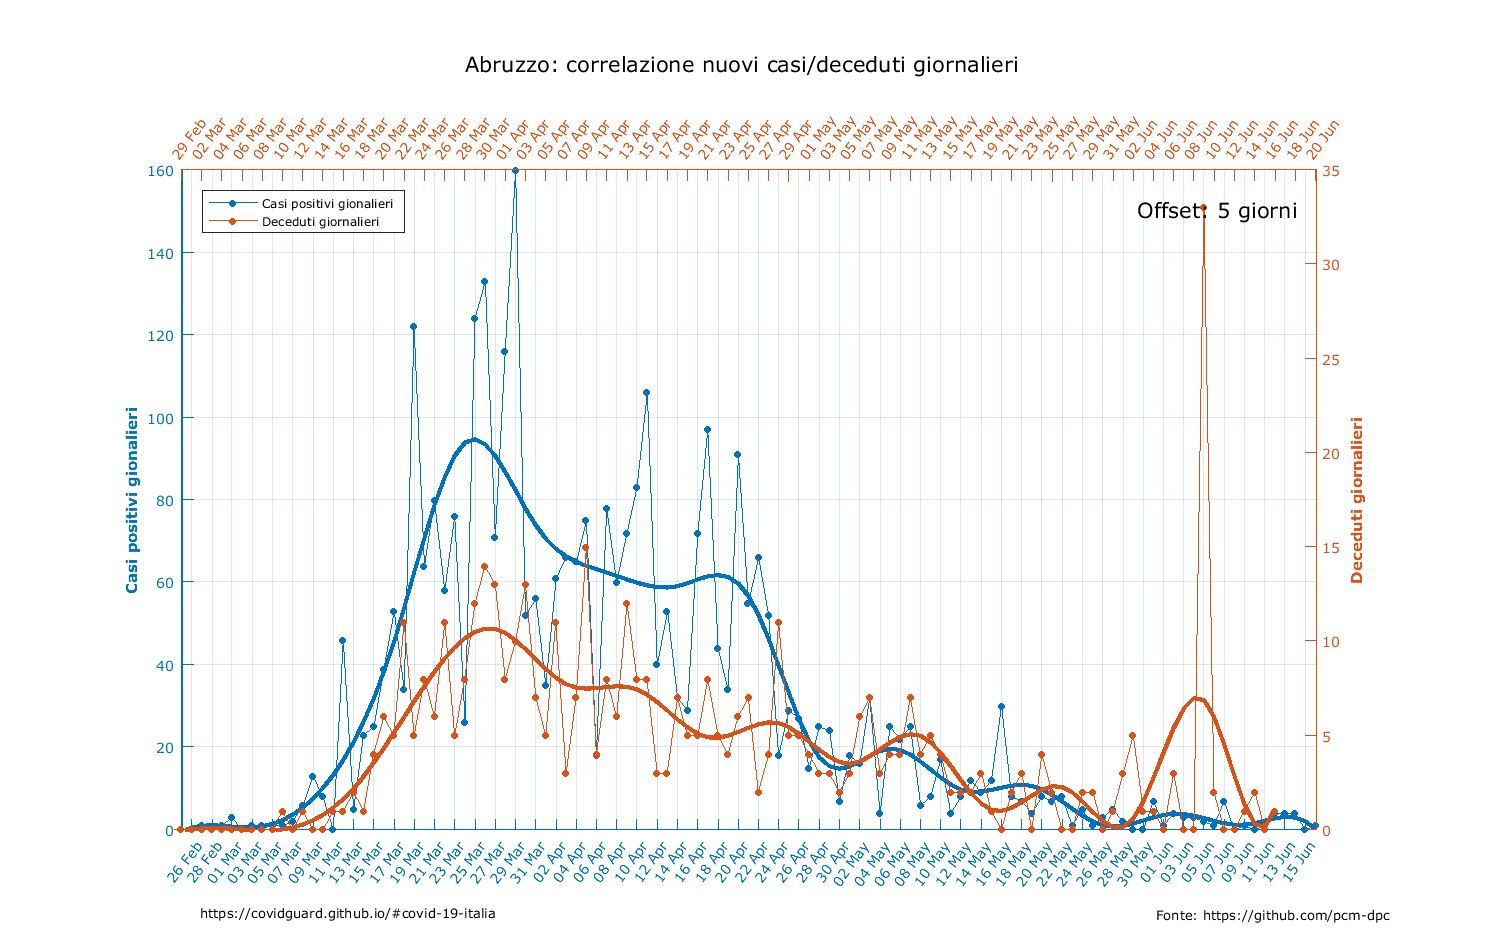 Abruzzo: correlazione nuovi casi/deceduti giornalieri
29 Feb 02 Mar 04 Mar 06 Mar 08 Mar 10 Mar 12 Mar 14 Mar 16 Mar 18 Mar 20 Mar 22 Mar 24 Mar 26 Mar 28 Mar 30 Mar 01 Apr 03 Apr 05 Apr 07 Apr 09 Apr 11 Apr 13 Apr 15 Apr 17 Apr 19 Apr 21 Apr 23 Apr 25 Apr 27 Apr 29 Apr 01 May 03 May 05 May 07 May 09 May 11 May 13 May 15 May 17 May 19 May 21 May 23 May 25 May 27 May 29 May 31 May 02 Jun 04 Jun 06 Jun 08 Jun 10 Jun 12 Jun 14 Jun 16 Jun 18 Jun 20 Jun
160
140
120
100
80
60
40
20
0
Casi positivi gionalieri
Casi positivi gionalieri
Deceduti giornalieri
Offset: 5 giorni
35
30
25
20
15
10
5
0
Deceduti giornalieri
26 Feb 28 Feb 01 Mar 03 Mar 05 Mar 07 Mar 09 Mar 11 Mar 13 Mar 15 Mar 17 Mar 19 Mar 21 Mar 23 Mar 25 Mar 27 Mar 29 Mar 31 Mar 02 Apr 04 Apr 06 Apr 08 Apr 10 Apr 12 Apr 14 Apr 16 Apr 18 Apr 20 Apr 22 Apr 24 Apr 26 Apr 28 Apr 30 Apr 02 May 04 May 06 May 08 May 10 May 12 May 14 May 16 May 18 May 20 May 22 May 24 May 26 May 28 May 30 May 01 Jun 03 Jun 05 Jun 07 Jun 09 Jun 11 Jun 13 Jun 15 Jun
https://covidguard.github.io/#covid-19-italia
Fonte: https://github.com/pcm-dpc